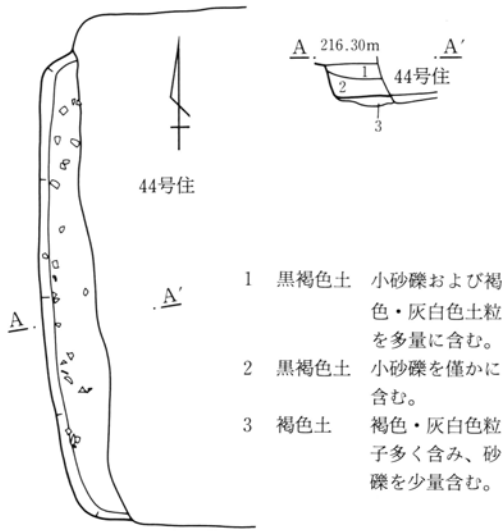 A 216.30m A′
1 44号住
2
3
44号住
A A′
1 黒褐色土 小砂礫および褐
色・灰白色土粒
を多量に含む。
2 黒褐色土 小砂礫を僅かに
含む。
3 褐色土 褐色・灰白色粒
子多く含み、砂
礫を少量含む。